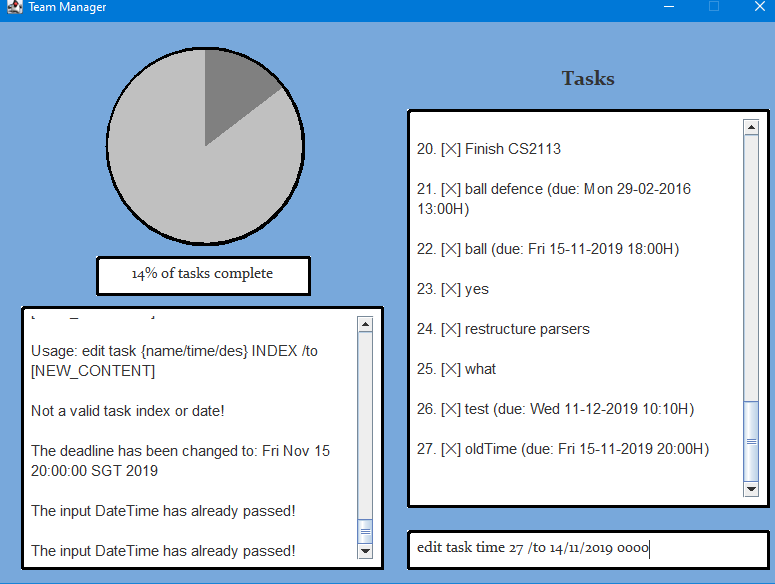 Team Manager
14% of tasks complete
Usage: edit task {name/time/des} INDEX /to
[NEW_CONTENT]
Not a valid task index or date!
The deadline has been changed to: Fri Nov 15
20:00:00 SGT 2019
The input DateTime has already passed!
The input DateTime has already passed!
Tasks
20. [X] Finish CS2113
21. [X] ball defence (due: Mon 29-02-2016
13:00H)
22. [X] ball (due: Fri 15-11-2019 18:00H)
23. [X] yes
24. [X] restructure parsers
25. [X] what
26. [X] test (due: Wed 11-12-2019 10:10H)
27. [X] oldTime (due: Fri 15-11-2019 20:00H)
edit task time 27 /to 14/11/2019 0000